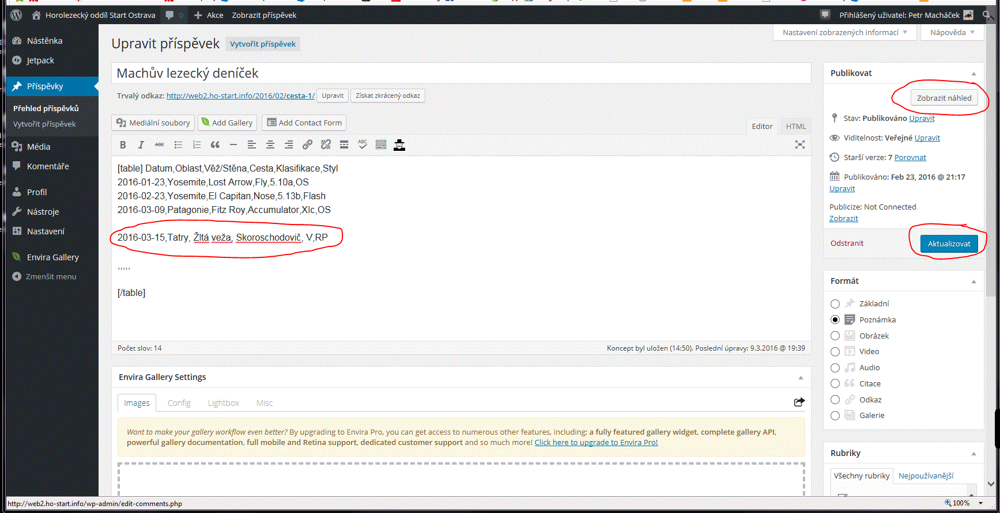 Horolezecký oddíl Start Ostrava
0
Akce
Zobrazit příspěvek
Přihlášený uživatel: Petr Macháček
Nástěnka
Jetpack
Příspěvky
Přehled příspěvků
Vytvořit příspěvek
Média
Komentáře
Profil
Nástroje
Nastavení
Envira Gallery
Zmenšit menu
Nastavení zobrazených informací
Nápověda
Upravit příspěvek
Vytvořit příspěvek
Machův lezecký deníček
Trvalý odkaz: http://web2.ho-start.info/2016/02/cesta-1/ Upravit Získat zkrácený odkaz
Mediální soubory
Add Gallery
Add Contact Form
Editor
HTML
B I ABC ABC
[table] Datum,Oblast,Věž/Stěna,Cesta,Klasifikace,Styl
2016-01-23,Yosemite,Lost Arrow,Fly,5.10a,OS
2016-02-23,Yosemite,El Capitan,Nose,5.13b,Flash
2016-03-09,Patagonie,Fitz Roy,Accumulator,XIc,OS
2016-03-15,Tatry, Žltá veža, Skoroschodovič, V,RP
,,,,,
[/table]
Počet slov: 14
Koncept byl uložen (14:50). Poslední úpravy: 9.3.2016 @ 19:39
Envira Gallery Settings
Images
Config
Lightbox
Misc
Want to make your gallery workflow even better? By upgrading to Envira Pro, you can get access to numerous other features, including: a fully featured gallery widget, complete gallery API,
powerful gallery documentation, full mobile and Retina support, dedicated customer support and so much more! Click here to upgrade to Envira Pro!
Publikovat
Zobrazit náhled
Stav: Publikováno Upravit
Viditelnost: Veřejné Upravit
Starší verze: 7 Porovnat
Publikováno: Feb 23, 2016 @ 21:17
Upravit
Publicize: Not Connected
Zobrazit
Odstranit
Aktualizovat
Formát
Základní
Poznámka
Obrázek
Video
Audio
Citace
Odkaz
Galerie
Rubriky
Všechny rubriky
Nejpoužívanější
http://web2.ho-start.info/wp-admin/edit-comments.php
100%